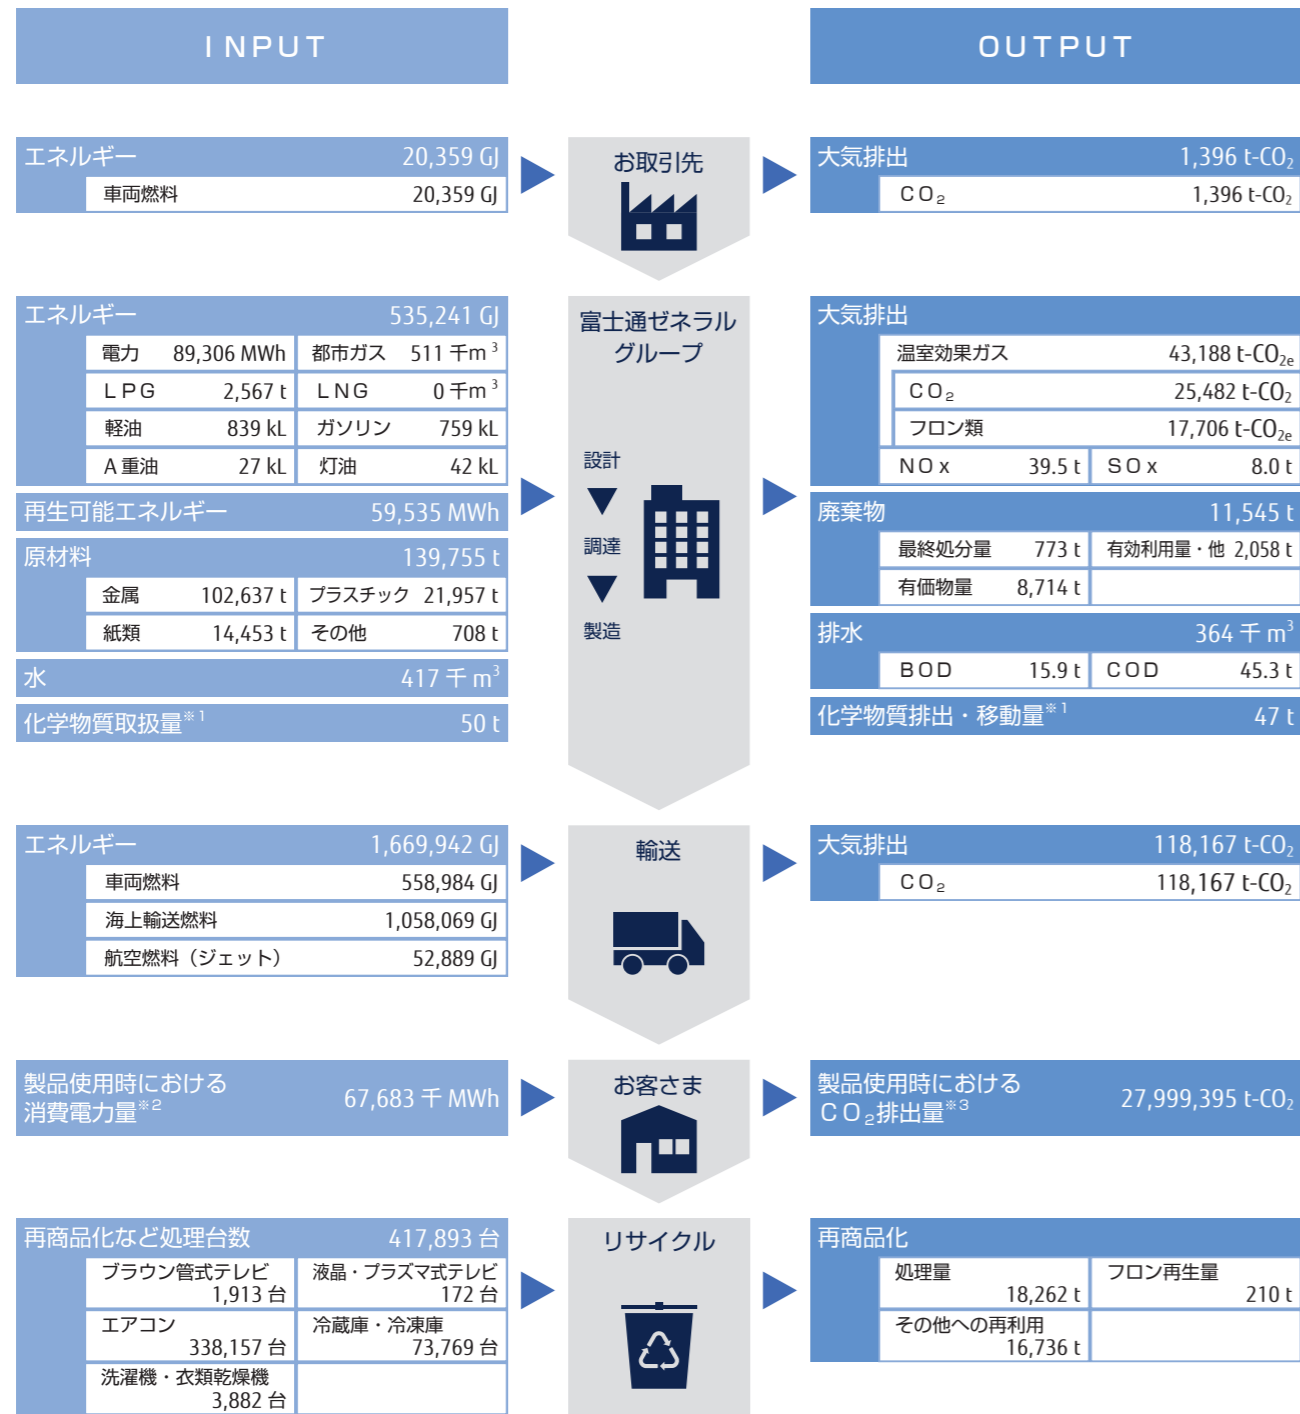 INPUT
OUTPUT
エネルギー 20,359 GJ
車両燃料 20,359 GJ
お取引先
大気排出 1,396 t-CO₂
CO₂ 1,396 t-CO₂
エネルギー 535,241 GJ
電力 89,306 MWh 都市ガス 511 千m³
LPG 2,567 t LNG 0 千m³
軽油 839 kL ガソリン 759 kL
A重油 27 kL 灯油 42 kL
再生可能エネルギー 59,535 MWh
原材料 139,755 t
金属 102,637 t プラスチック 21,957 t
紙類 14,453 t その他 708 t
水 417 千m³
化学物質取扱量※1 50 t
富士通ゼネラル
グループ
設計
調達
製造
大気排出
温室効果ガス 43,188 t-CO₂e
CO₂ 25,482 t-CO₂
フロン類 17,706 t-CO₂e
NOx 39.5 t SOx 8.0 t
廃棄物 11,545 t
最終処分量 773 t 有効利用量・他 2,058 t
有価物量 8,714 t
排水 364 千m³
BOD 15.9 t COD 45.3 t
化学物質排出・移動量※1 47 t
エネルギー 1,669,942 GJ
車両燃料 558,984 GJ
海上輸送燃料 1,058,069 GJ
航空燃料（ジェット） 52,889 GJ
輸送
大気排出 118,167 t-CO₂
CO₂ 118,167 t-CO₂
製品使用時における
消費電力量※2 67,683 千MWh
お客さま
製品使用時における
CO₂排出量※3 27,999,395 t-CO₂
再商品化など処理台数 417,893 台
ブラウン管式テレビ 液晶・プラズマ式テレビ
1,913 台 172 台
エアコン 冷蔵庫・冷凍庫
338,157 台 73,769 台
洗濯機・衣類乾燥機
3,882 台
リサイクル
再商品化
処理量 フロン再生量
18,262 t 210 t
その他への再利用
16,736 t